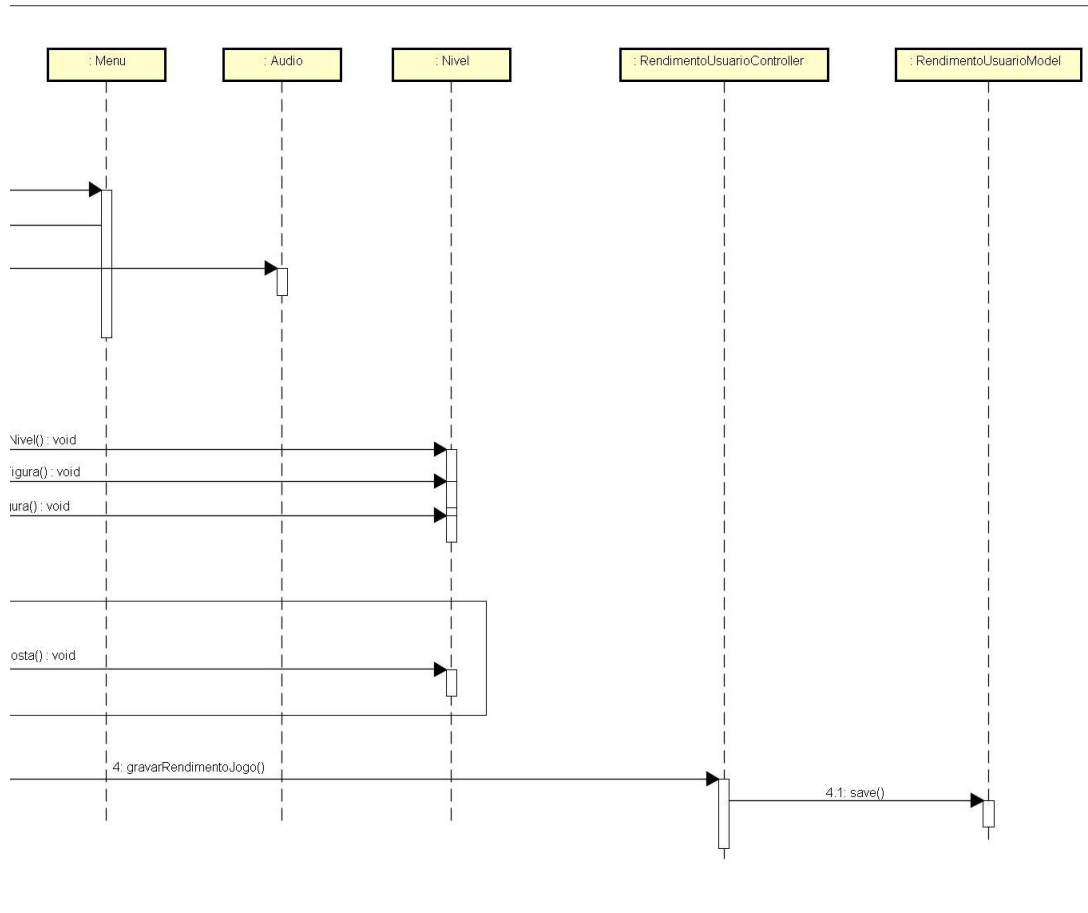 : Menu
: Audio
: Nivel
: RendimentoUsuarioController
: RendimentoUsuarioModel
Nivel() : void
igura() : void
ura() : void
osta() : void
4: gravarRendimentoJogo()
4.1: save()